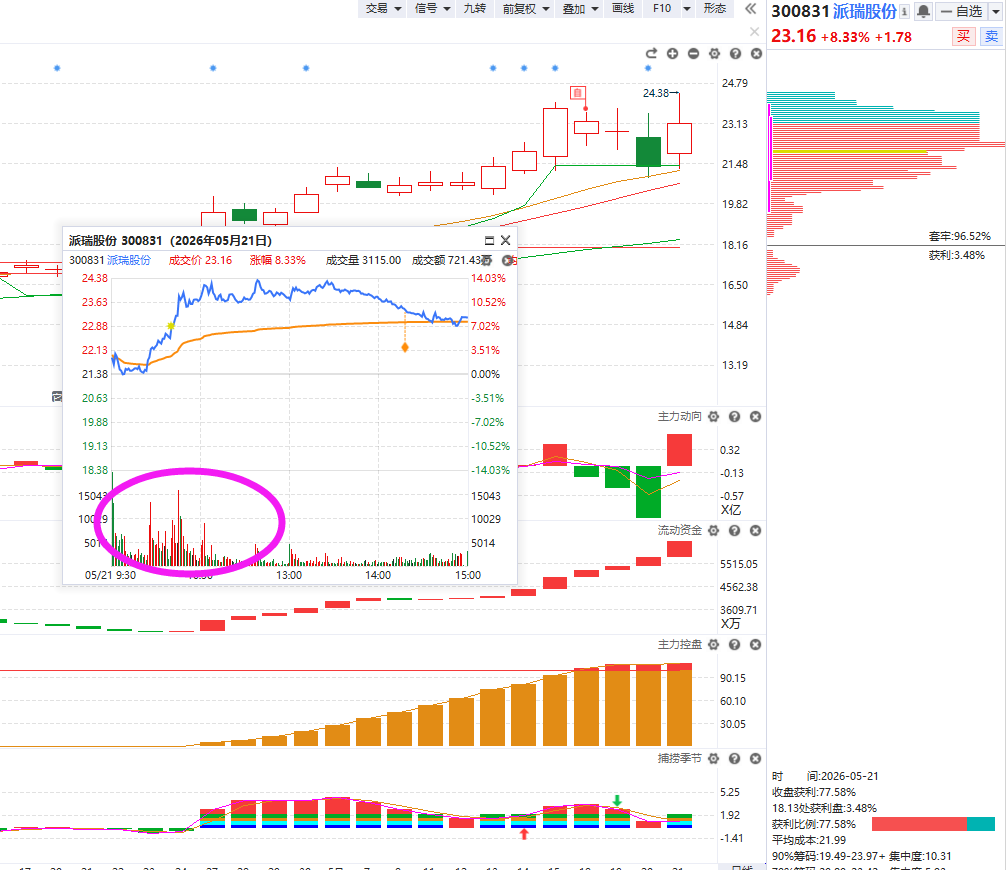 交易 信号 九转 前复权 叠加 画线 F10 形态
300831 派瑞股份 自选
23.16 +8.33% +1.78 买 卖
24.79
24.38→
23.13
21.48
19.82
18.16
16.50
14.84
13.19
套牢:96.52%
获利:3.48%
派瑞股份 300831（2026年05月21日）
300831 派瑞股份 成交价 23.16 涨幅 8.33% 成交量 3115.00 成交额 721.43
24.38 14.03%
23.63 10.52%
22.88 7.02%
22.13 3.51%
21.38 0.00%
20.63 -3.51%
19.88 -7.02%
19.13 -10.52%
18.38 -14.03%
15043 15043
10029 10029
5014
05/21 9:30 13:00 14:00 15:00
主力动向
0.32
-0.13
-0.57
X亿
流动资金
5515.05
4562.38
3609.71
X万
主力控盘
90.15
60.10
30.05
捕捞季节
5.25
1.92
-1.41
时 间:2026-05-21
收盘获利:77.58%
18.13处获利盘:3.48%
获利比例:77.58%
平均成本:21.99
90%筹码:19.49-23.97+ 集中度:10.31